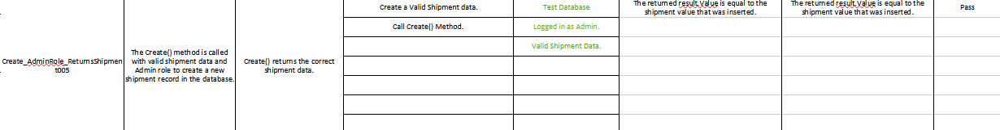 Create a Valid Shipment data.
Test Database
The returned result.Value is equal to the
shipment value that was inserted.
The returned result.Value is equal to the
shipment value that was inserted.
Pass
Call Create() Method.
Logged in as Admin.
Valid Shipment Data.
Create_AdminRole_ReturnsShipmen
t005
The Create() method is called
with valid shipment data and
Admin role to create a new
shipment record in the database.
Create() returns the correct
shipment data.